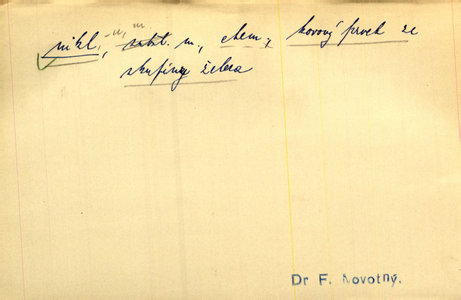 nikl, -u, m
subst. m., chem., kovový prvek ze
skupiny železa
Dr F. Novotný.